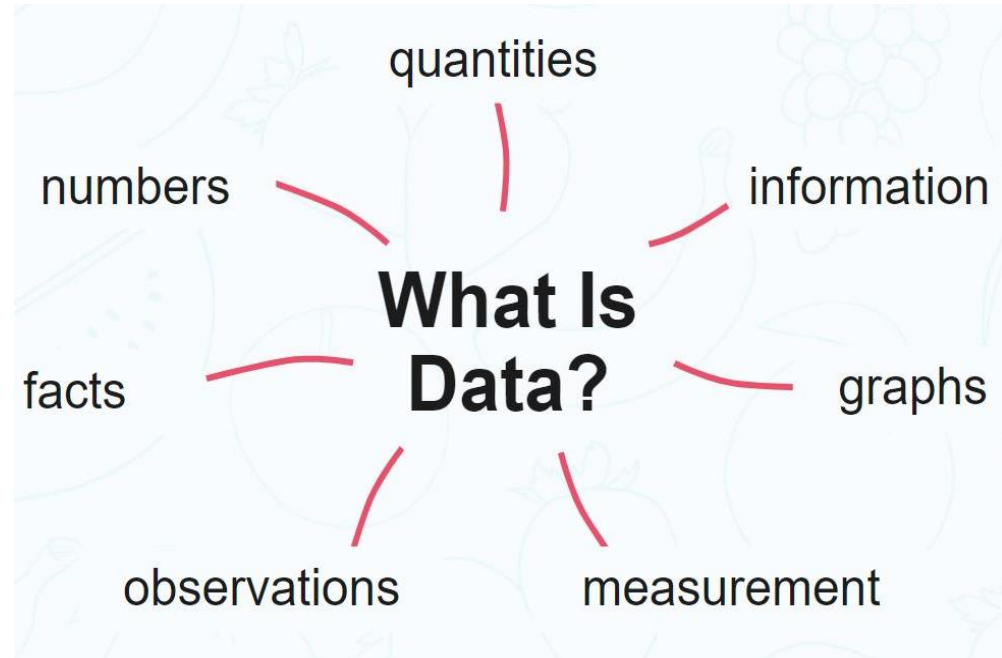 quantities
numbers
information
What Is
Data?
facts
graphs
observations
measurement